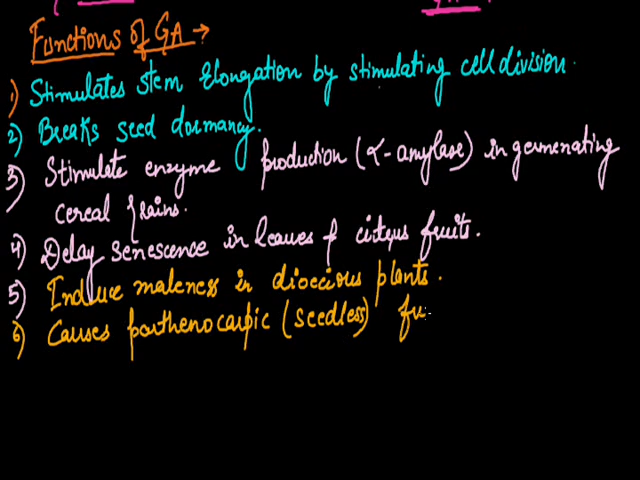 Functions of GA →
1) Stimulates stem Elongation by stimulating cell division.
2) Breaks seed dormancy.
3) Stimulate enzyme production (α-amylase) in germenating
cereal grains.
4) Delay senescence in leaves & citrus fruits.
5) Induce maleness in dioecious plants.
6) Causes parthenocarpic (seedless) fu